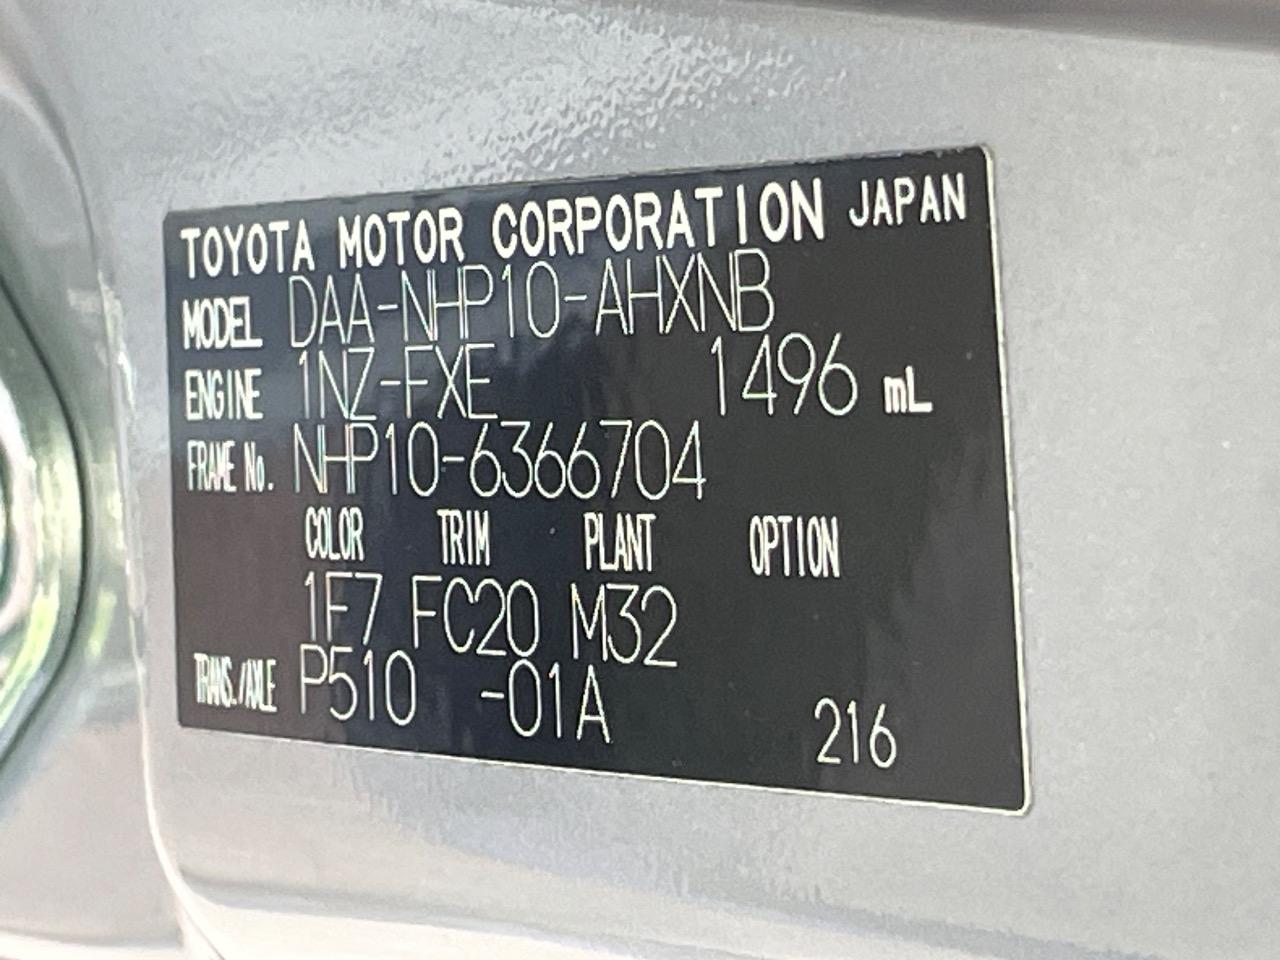 TOYOTA MOTOR CORPORATION JAPAN
MODEL DAA-NHP10-AHXNB
ENGINE 1NZ-FXE 1496 mL
FRAME No. NHP10-6366704
COLOR TRIM PLANT OPTION
1F7 FC20 M32
TRANS./AXLE P510 -01A 216